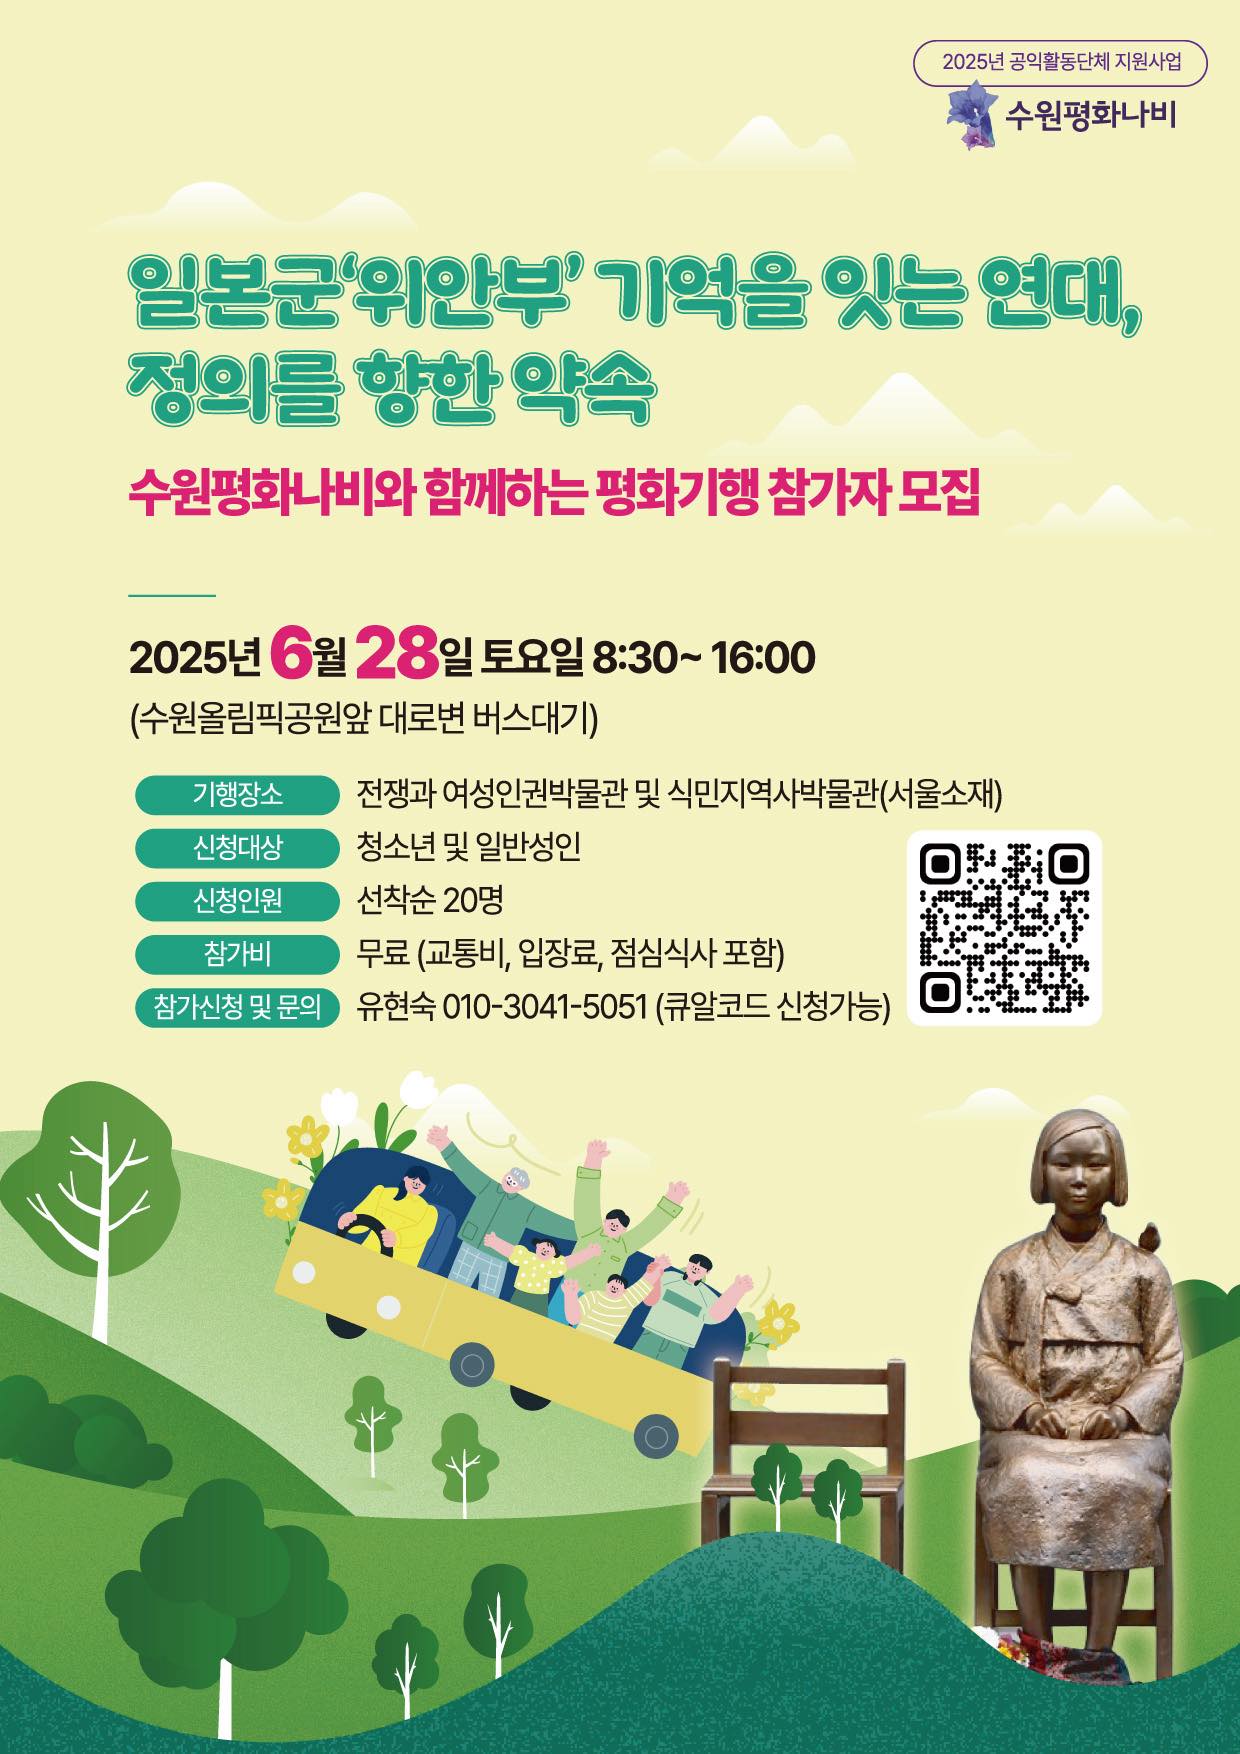 2025년 공익활동단체 지원사업
수원평화나비
일본군‘위안부’ 기억을 잇는 연대,
정의를 향한 약속
수원평화나비와 함께하는 평화기행 참가자 모집
2025년 6월 28일 토요일 8:30~ 16:00
(수원올림픽공원앞 대로변 버스대기)
기행장소 전쟁과 여성인권박물관 및 식민지역사박물관(서울소재)
신청대상 청소년 및 일반성인
신청인원 선착순 20명
참가비 무료 (교통비, 입장료, 점심식사 포함)
참가신청 및 문의 유현숙 010-3041-5051 (큐알코드 신청가능)